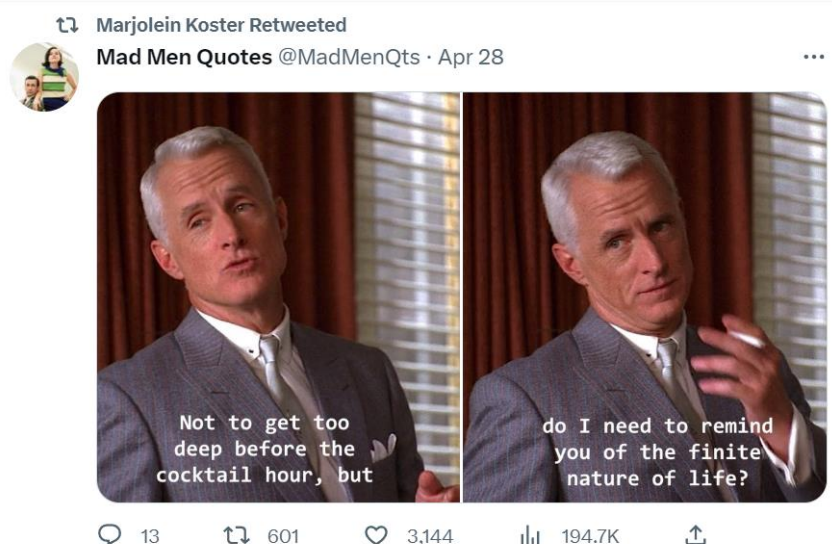 Marjolein Koster Retweeted
Mad Men Quotes @MadMenQts · Apr 28
Not to get too
deep before the
cocktail hour, but
do I need to remind
you of the finite
nature of life?
13 601 3,144 194.7K